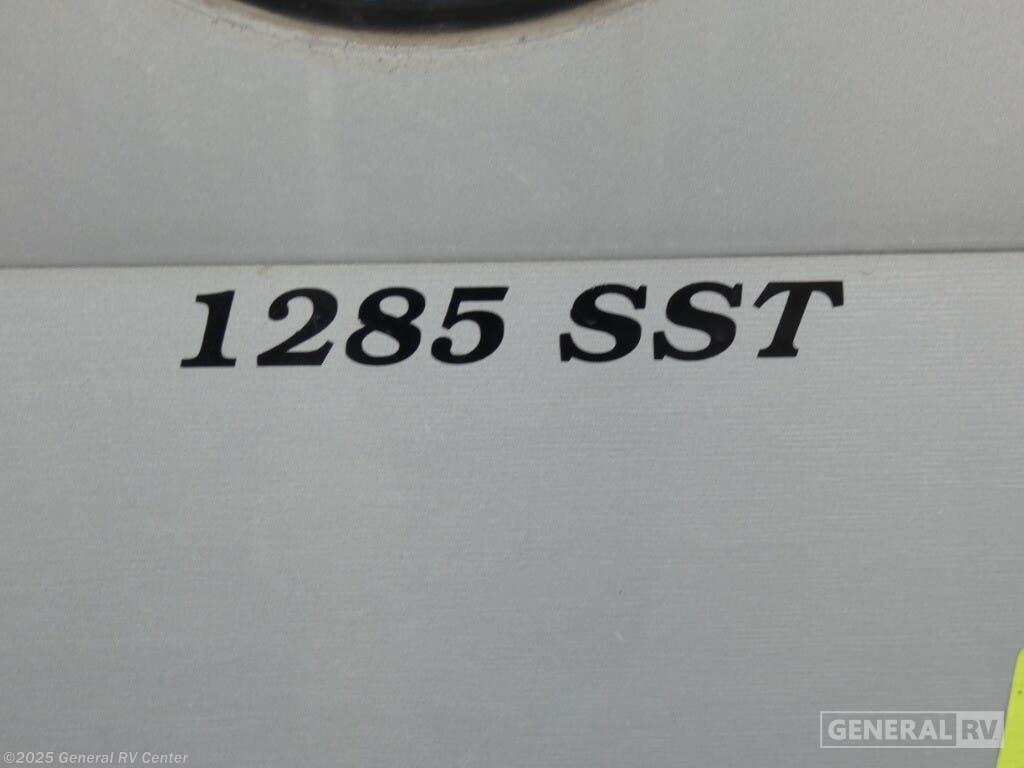 1285 SST
GENERAL RV
©2025 General RV Center